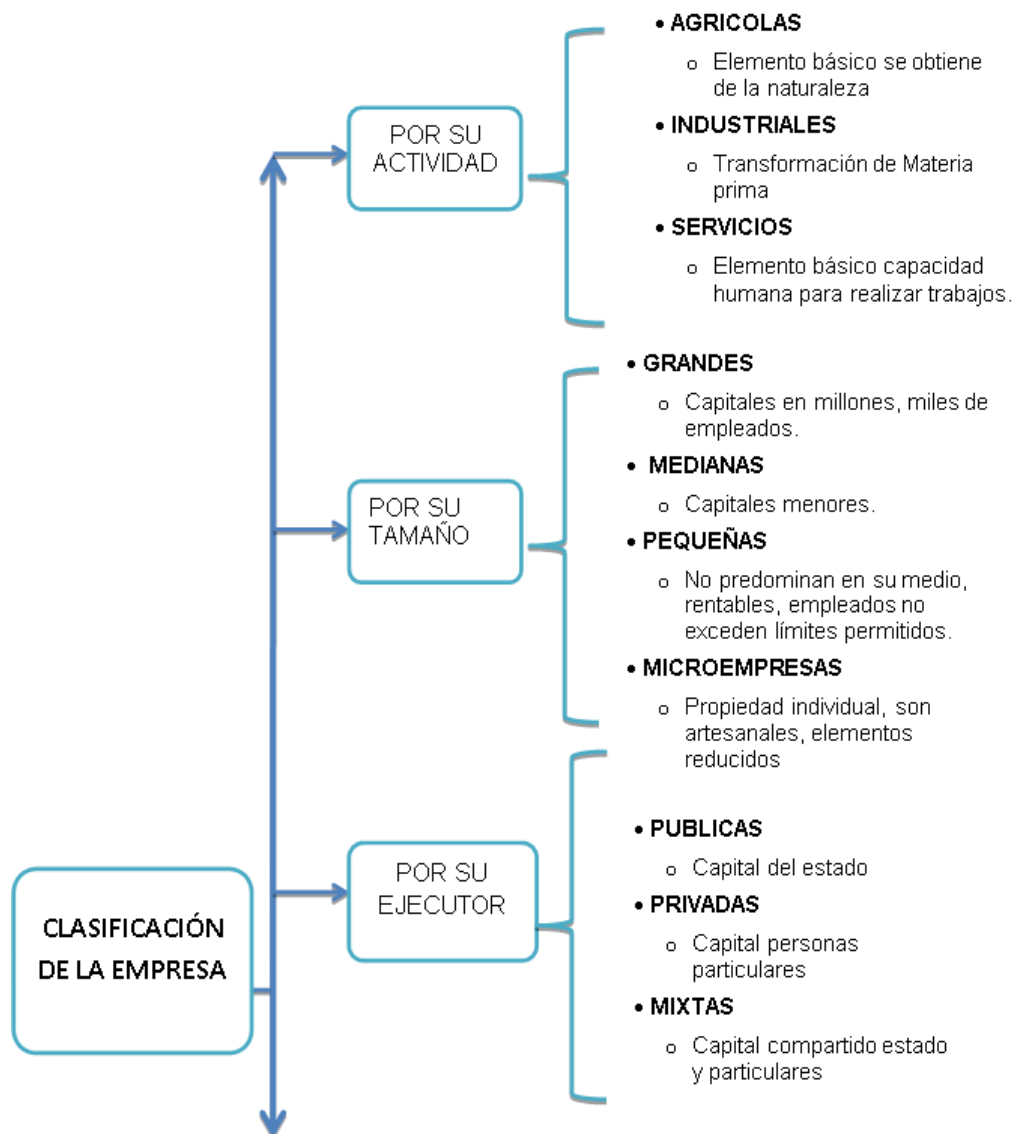 • AGRICOLAS
o Elemento básico se obtiene
de la naturaleza
POR SU
ACTIVIDAD
• INDUSTRIALES
o Transformación de Materia
prima
• SERVICIOS
o Elemento básico capacidad
humana para realizar trabajos.
• GRANDES
o Capitales en millones, miles de
empleados.
• MEDIANAS
o Capitales menores.
POR SU
TAMAÑO
• PEQUEÑAS
o No predominan en su medio,
rentables, empleados no
exceden límites permitidos.
• MICROEMPRESAS
o Propiedad individual, son
artesanales, elementos
reducidos
• PUBLICAS
o Capital del estado
POR SU
EJECUTOR
• PRIVADAS
o Capital personas
particulares
CLASIFICACIÓN
DE LA EMPRESA
• MIXTAS
o Capital compartido estado
y particulares